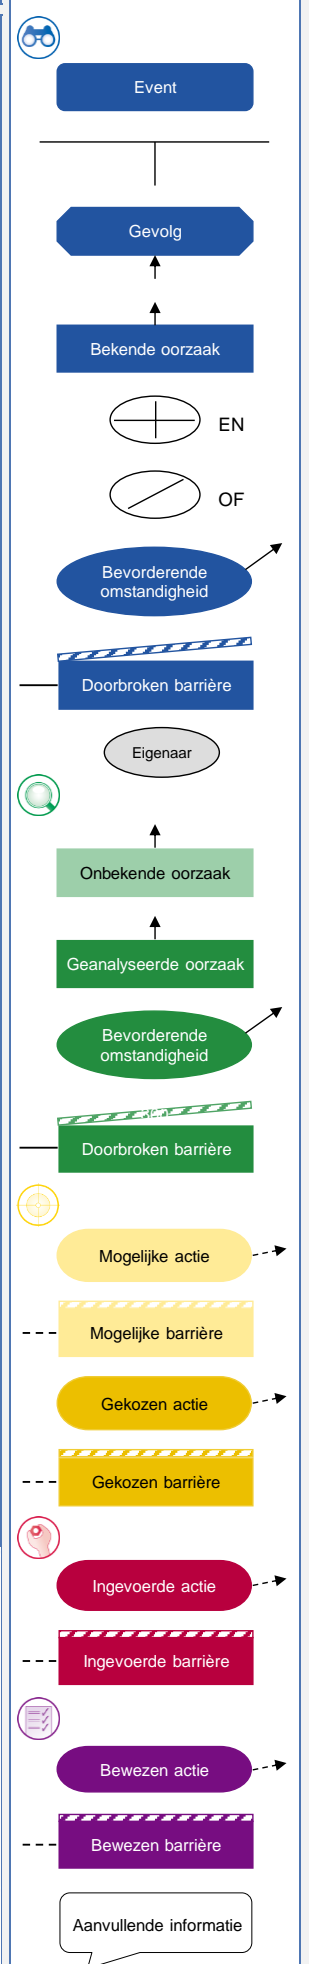 Event
Gevolg
Bekende oorzaak
EN
OF
Bevorderende
omstandigheid
Doorbroken barrière
Eigenaar
Onbekende oorzaak
Geanalyseerde oorzaak
Bevorderende
omstandigheid
Doorbroken barrière
Mogelijke actie
Mogelijke barrière
Gekozen actie
Gekozen barrière
Ingevoerde actie
Ingevoerde barrière
Bewezen actie
Bewezen barrière
Aanvullende informatie